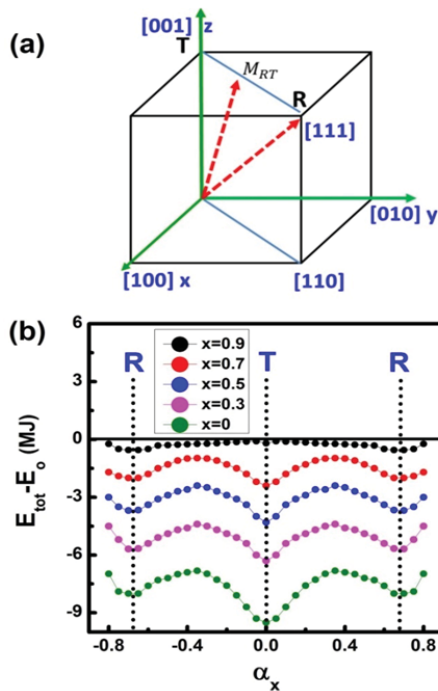 (a)
[001] z
T
M_RT
R
[111]
[010] y
[100] x
[110]
(b)
6
3
0
-3
-6
-9
E_tot-E_o (MJ)
R
T
R
x=0.9
x=0.7
x=0.5
x=0.3
x=0
-0.8
-0.4
0.0
0.4
0.8
α_x